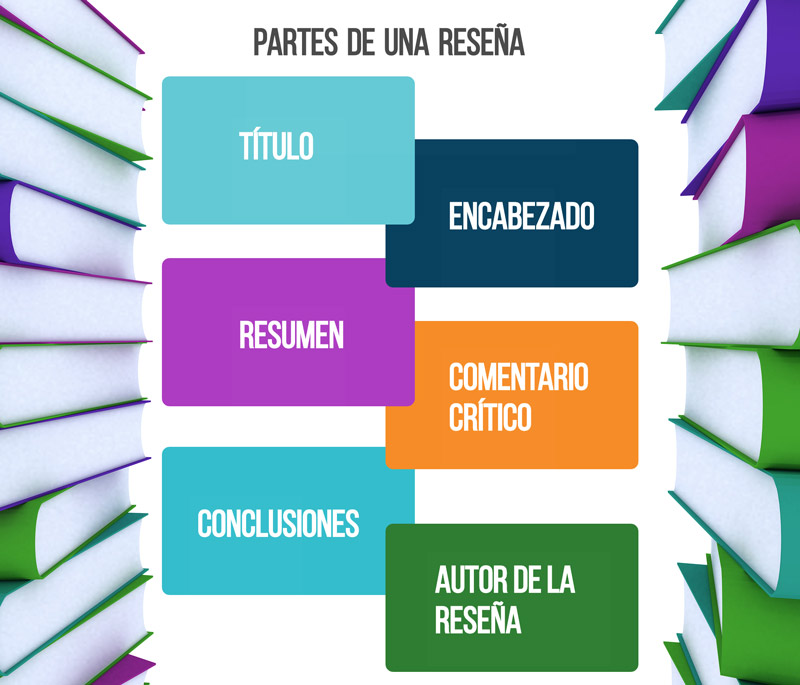 PARTES DE UNA RESEÑA
TÍTULO
ENCABEZADO
RESUMEN
COMENTARIO
CRÍTICO
CONCLUSIONES
AUTOR DE LA
RESEÑA